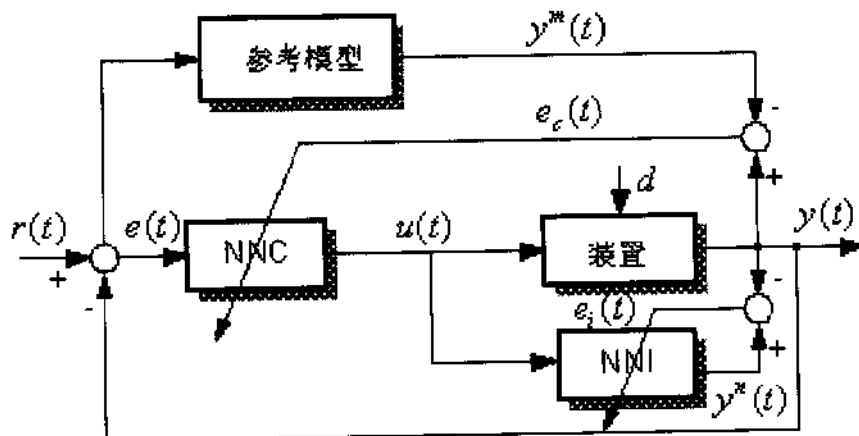 参考模型
y^m(t)
-
e_c(t)
+
d
r(t)
e(t)
NNC
u(t)
装置
y(t)
+
-
-
e_i(t)
NNI
+
y^n(t)